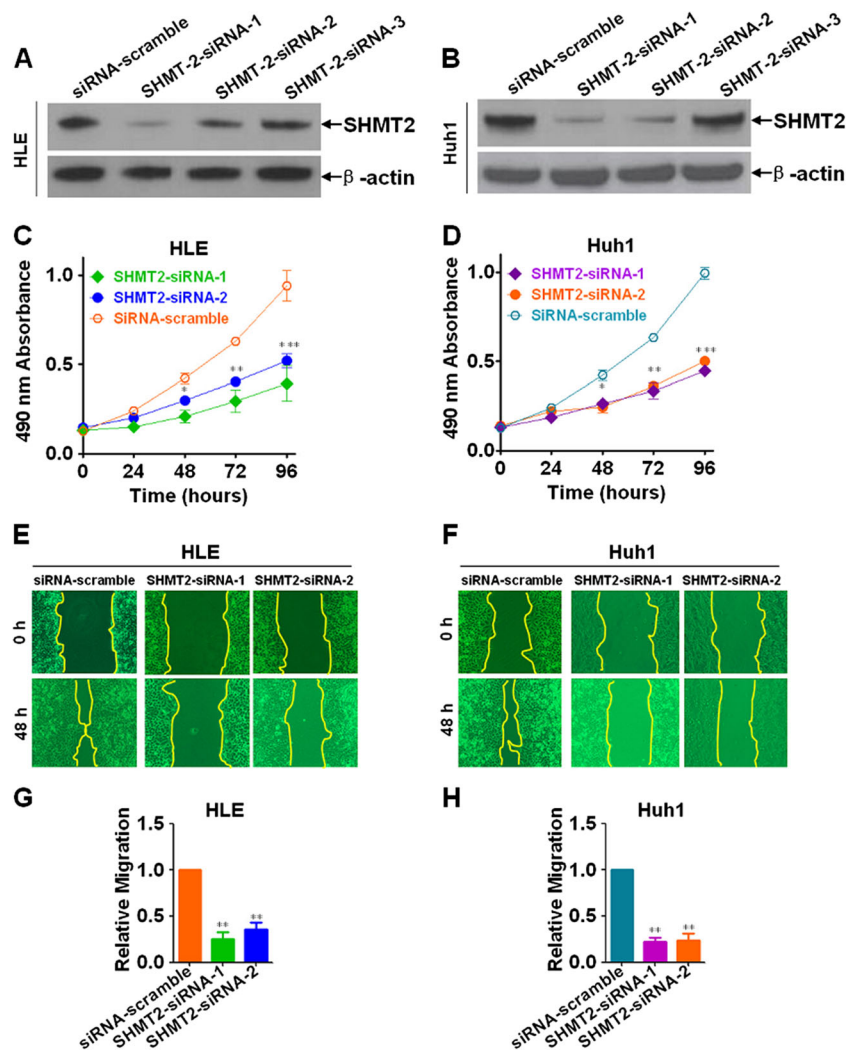 A
siRNA-scramble
SHMT-2-siRNA-1
SHMT-2-siRNA-2
SHMT-2-siRNA-3
HLE
SHMT2
β-actin
B
siRNA-scramble
SHMT-2-siRNA-1
SHMT-2-siRNA-2
SHMT-2-siRNA-3
Huh1
SHMT2
β-actin
C
HLE
490 nm Absorbance
1.0
0.5
0.0
SHMT2-siRNA-1
SHMT2-siRNA-2
SiRNA-scramble
*
**
***
0 24 48 72 96
Time (hours)
D
Huh1
490 nm Absorbance
1.0
0.5
0.0
SHMT2-siRNA-1
SHMT2-siRNA-2
SiRNA-scramble
*
**
***
0 24 48 72 96
Time (hours)
E
HLE
siRNA-scramble SHMT2-siRNA-1 SHMT2-siRNA-2
0 h
48 h
F
Huh1
siRNA-scramble SHMT2-siRNA-1 SHMT2-siRNA-2
0 h
48 h
G
HLE
Relative Migration
1.5
1.0
0.5
0.0
**
**
siRNA-scramble
SHMT2-siRNA-1
SHMT2-siRNA-2
H
Huh1
Relative Migration
1.5
1.0
0.5
0.0
**
**
siRNA-scramble
SHMT2-siRNA-1
SHMT2-siRNA-2